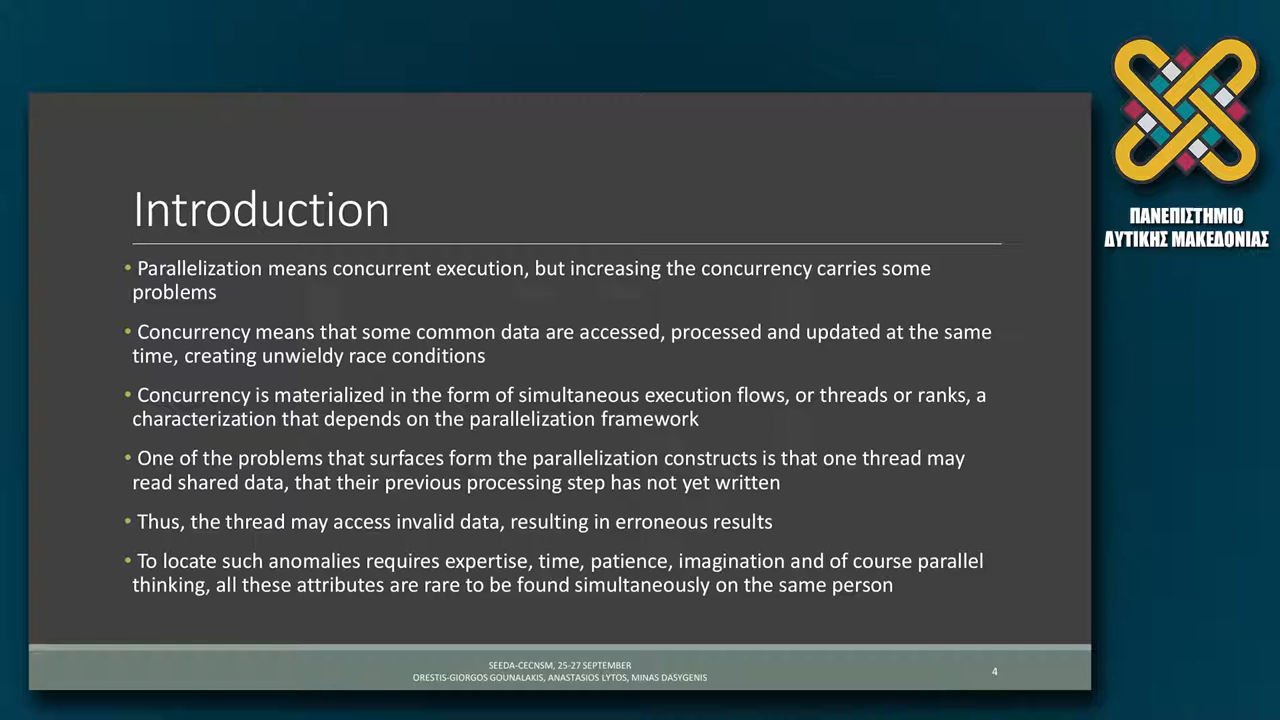 Introduction
• Parallelization means concurrent execution, but increasing the concurrency carries some
problems
• Concurrency means that some common data are accessed, processed and updated at the same
time, creating unwieldy race conditions
• Concurrency is materialized in the form of simultaneous execution flows, or threads or ranks, a
characterization that depends on the parallelization framework
• One of the problems that surfaces form the parallelization constructs is that one thread may
read shared data, that their previous processing step has not yet written
• Thus, the thread may access invalid data, resulting in erroneous results
• To locate such anomalies requires expertise, time, patience, imagination and of course parallel
thinking, all these attributes are rare to be found simultaneously on the same person
SEEDA-CECNSM, 25-27 SEPTEMBER
ORESTIS-GIORGOS GOUNALAKIS, ANASTASIOS LYTOS, MINAS DASYGENIS
4
ΠΑΝΕΠΙΣΤΗΜΙΟ
ΔΥΤΙΚΗΣ ΜΑΚΕΔΟΝΙΑΣ